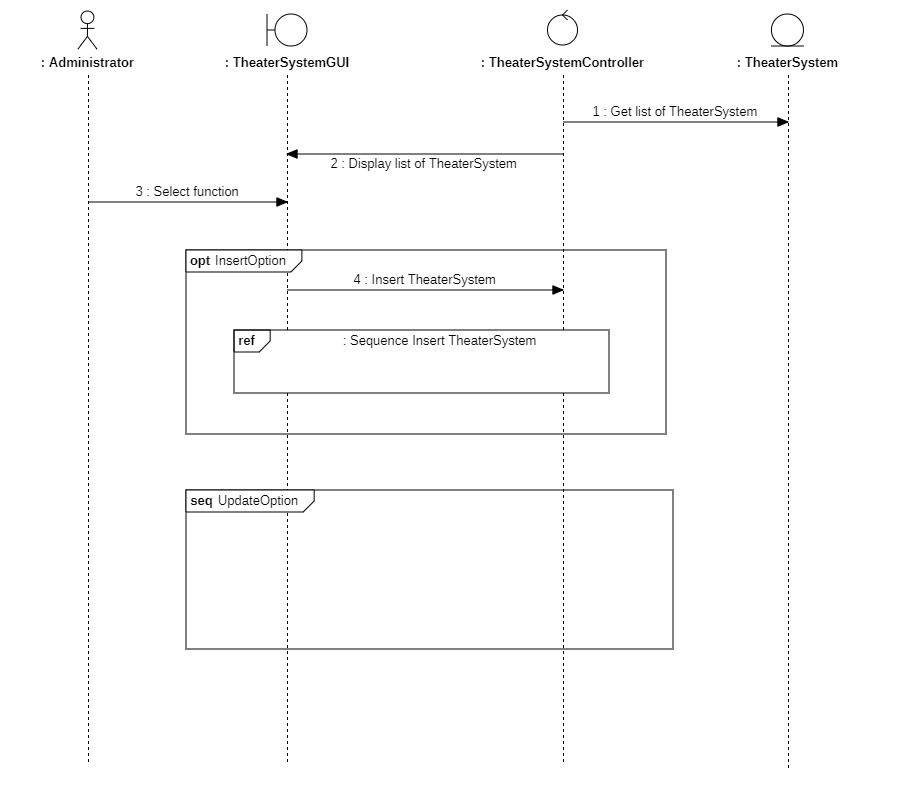 : Administrator
: TheaterSystemGUI
: TheaterSystemController
: TheaterSystem
1 : Get list of TheaterSystem
2 : Display list of TheaterSystem
3 : Select function
opt InsertOption
4 : Insert TheaterSystem
ref : Sequence Insert TheaterSystem
seq UpdateOption